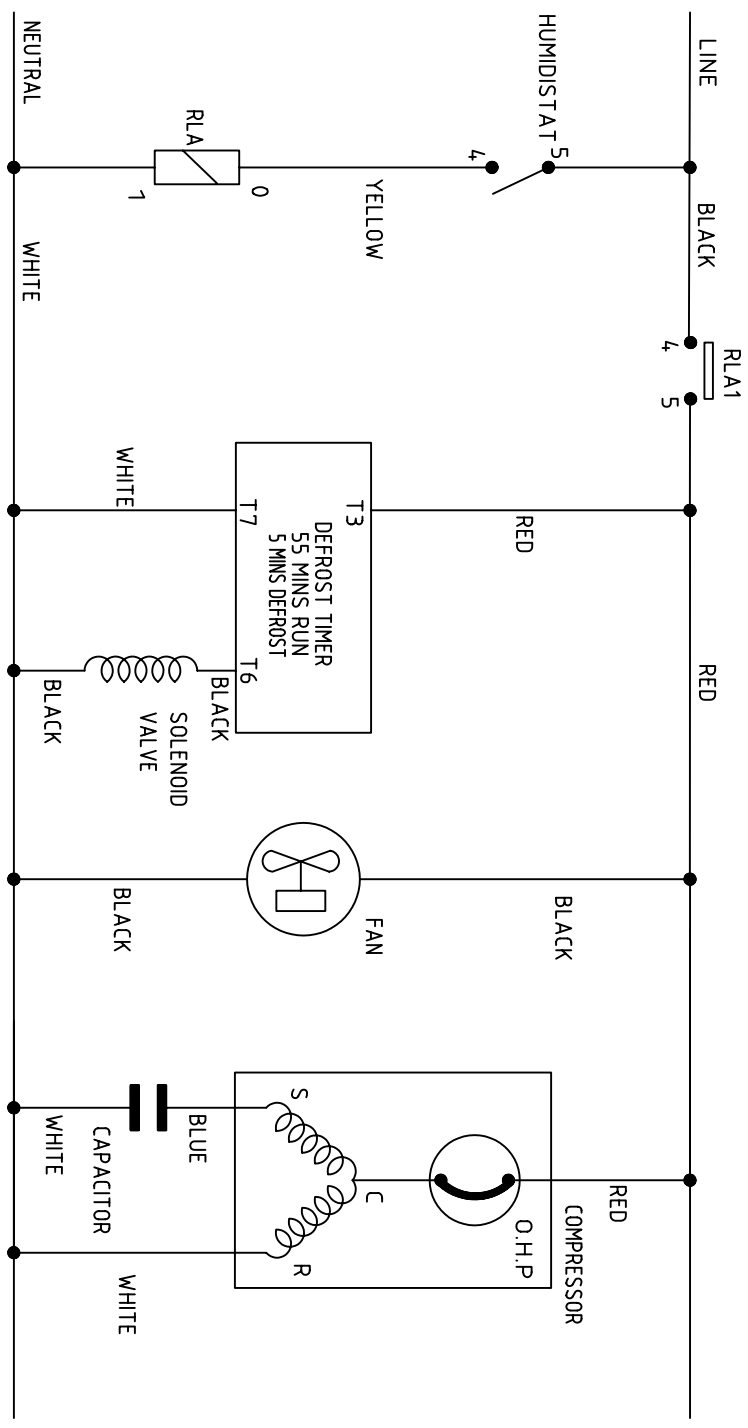 LINE
BLACK
RLA1
4
5
RED
HUMIDISTAT
5
4
YELLOW
RED
BLACK
RED
COMPRESSOR
O.H.P
T3
DEFROST TIMER
55 MINS RUN
5 MINS DEFROST
T7
T6
FAN
C
S
R
RLA
0
1
WHITE
BLACK
SOLENOID
VALVE
BLACK
BLUE
CAPACITOR
WHITE
BLACK
WHITE
NEUTRAL
WHITE